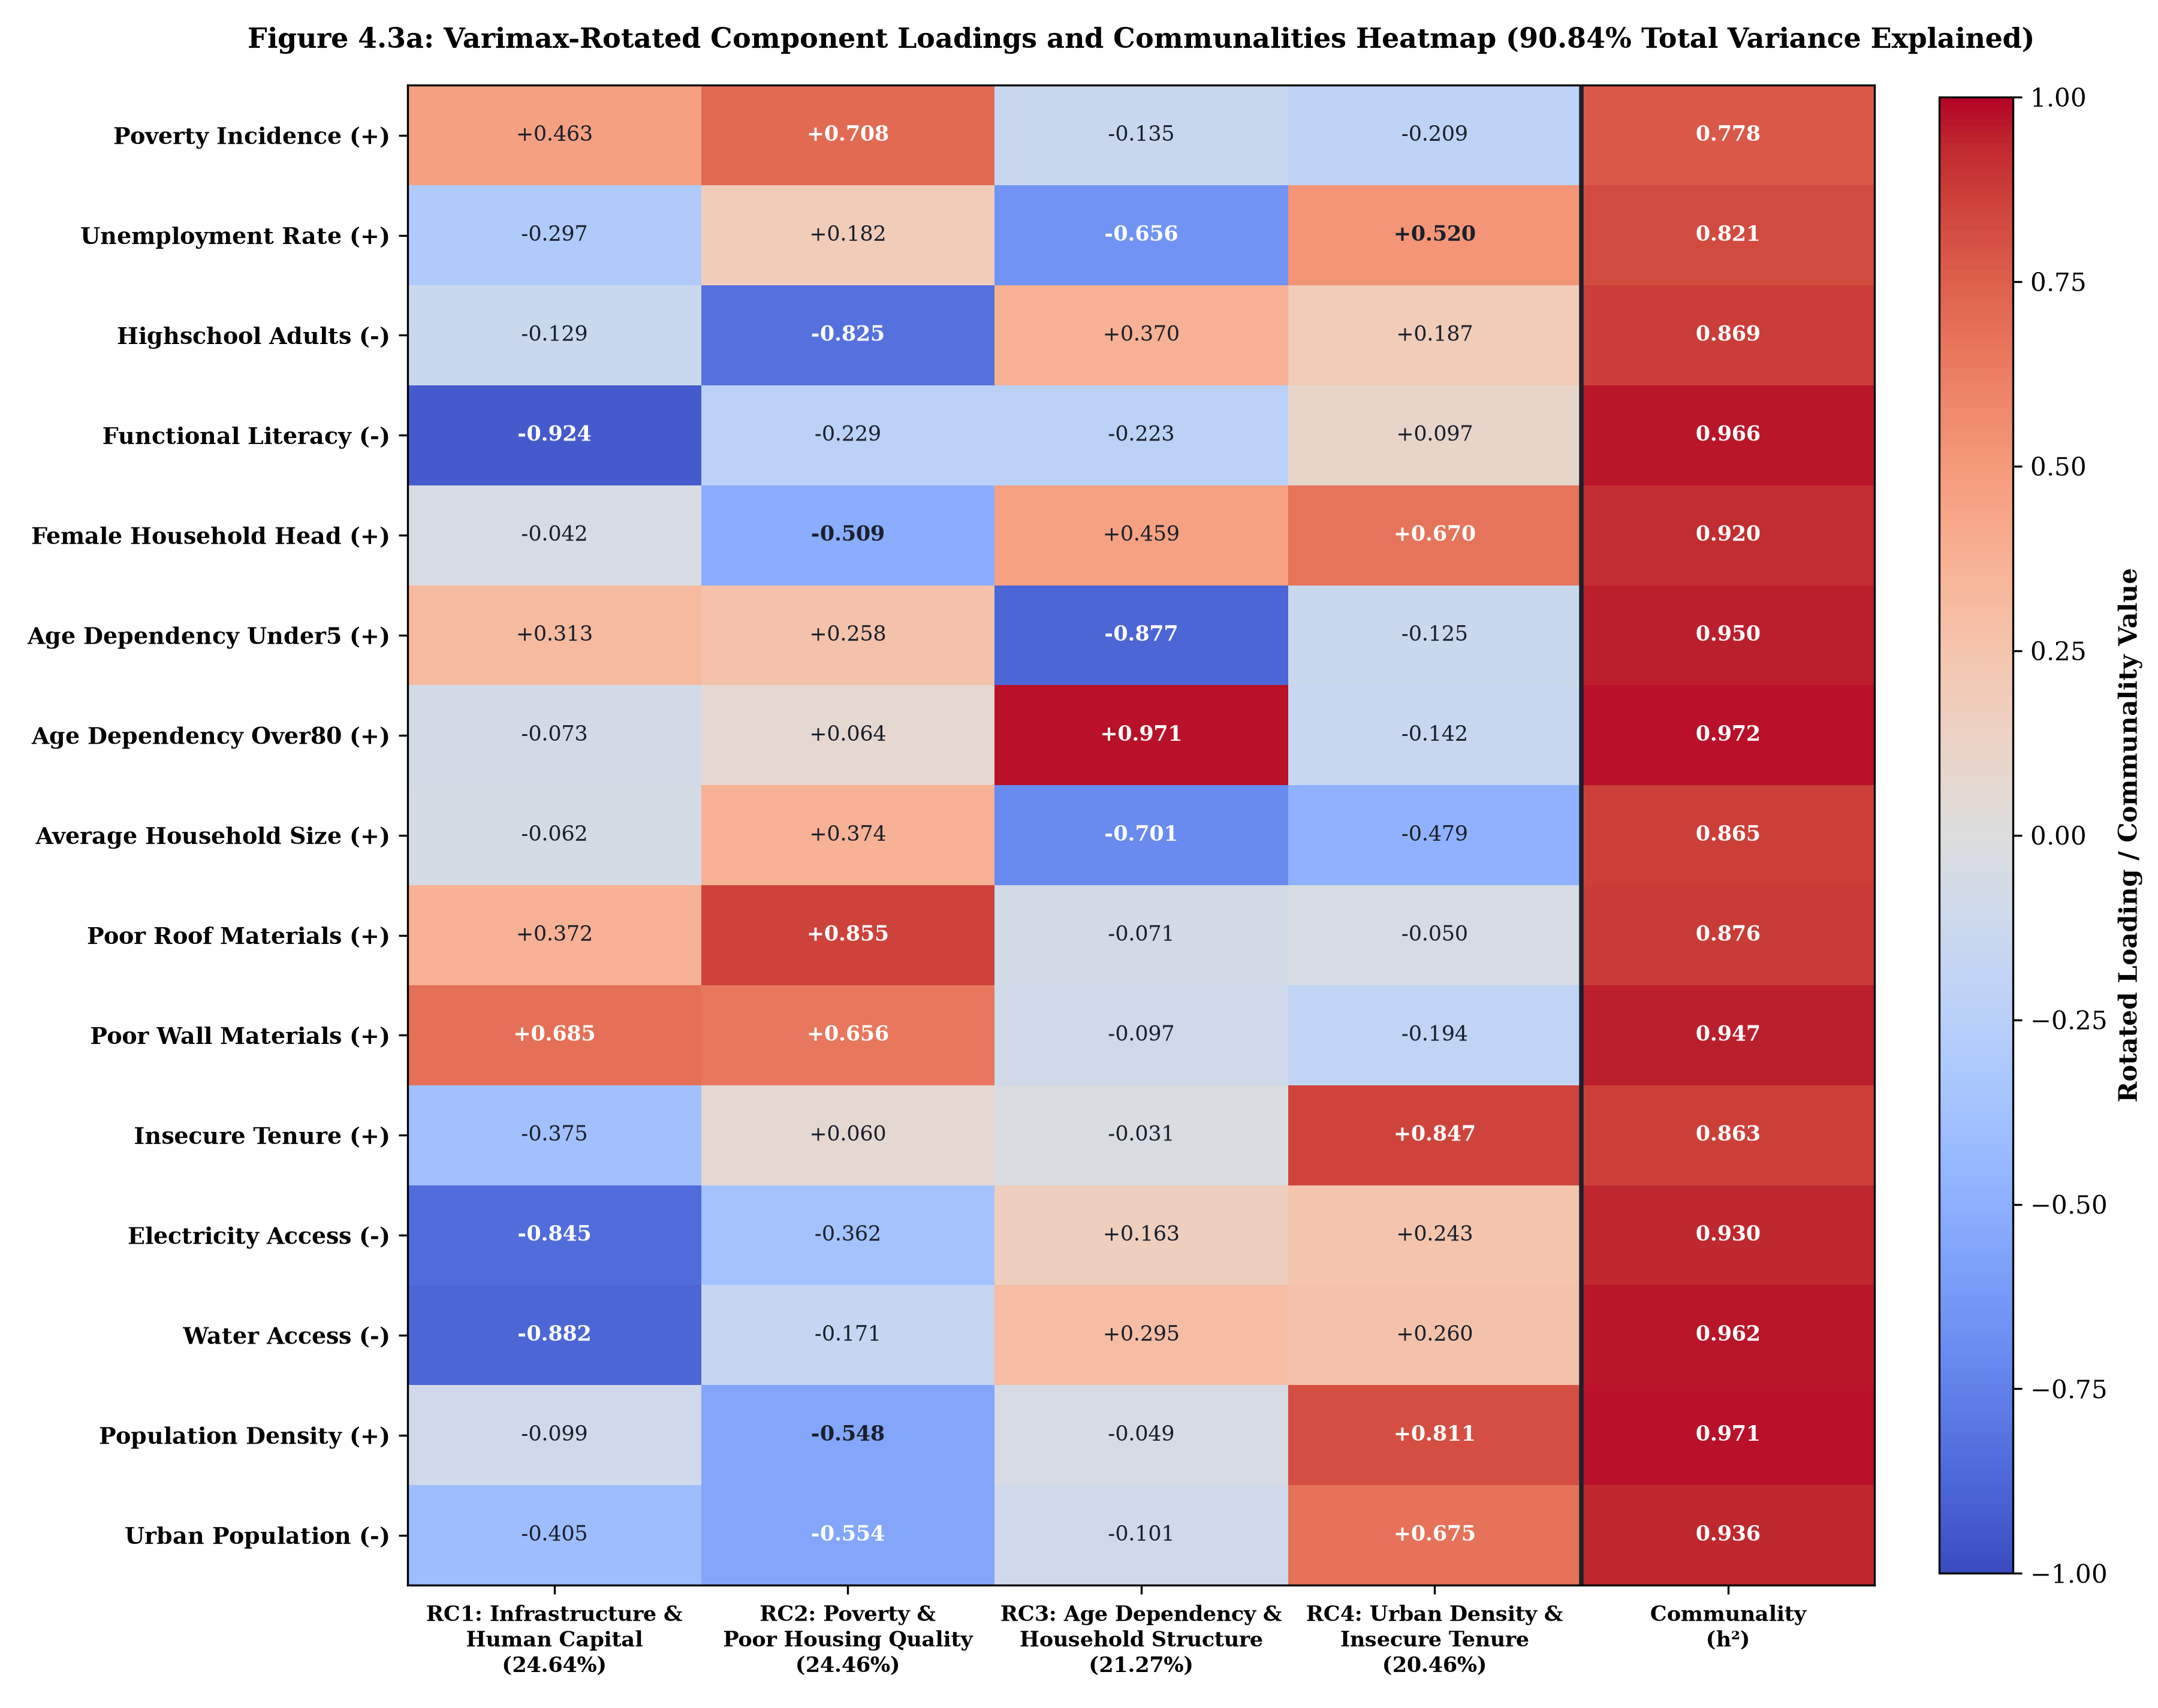 Figure 4.3a: Varimax-Rotated Component Loadings and Communalities Heatmap (90.84% Total Variance Explained)
Poverty Incidence (+) +0.463 +0.708 -0.135 -0.209 0.778
Unemployment Rate (+) -0.297 +0.182 -0.656 +0.520 0.821
Highschool Adults (-) -0.129 -0.825 +0.370 +0.187 0.869
Functional Literacy (-) -0.924 -0.229 -0.223 +0.097 0.966
Female Household Head (+) -0.042 -0.509 +0.459 +0.670 0.920
Age Dependency Under5 (+) +0.313 +0.258 -0.877 -0.125 0.950
Age Dependency Over80 (+) -0.073 +0.064 +0.971 -0.142 0.972
Average Household Size (+) -0.062 +0.374 -0.701 -0.479 0.865
Poor Roof Materials (+) +0.372 +0.855 -0.071 -0.050 0.876
Poor Wall Materials (+) +0.685 +0.656 -0.097 -0.194 0.947
Insecure Tenure (+) -0.375 +0.060 -0.031 +0.847 0.863
Electricity Access (-) -0.845 -0.362 +0.163 +0.243 0.930
Water Access (-) -0.882 -0.171 +0.295 +0.260 0.962
Population Density (+) -0.099 -0.548 -0.049 +0.811 0.971
Urban Population (-) -0.405 -0.554 -0.101 +0.675 0.936
RC1: Infrastructure &
Human Capital
(24.64%)
RC2: Poverty &
Poor Housing Quality
(24.46%)
RC3: Age Dependency &
Household Structure
(21.27%)
RC4: Urban Density &
Insecure Tenure
(20.46%)
Communality
(h²)
1.00
0.75
0.50
0.25
0.00
−0.25
−0.50
−0.75
−1.00
Rotated Loading / Communality Value